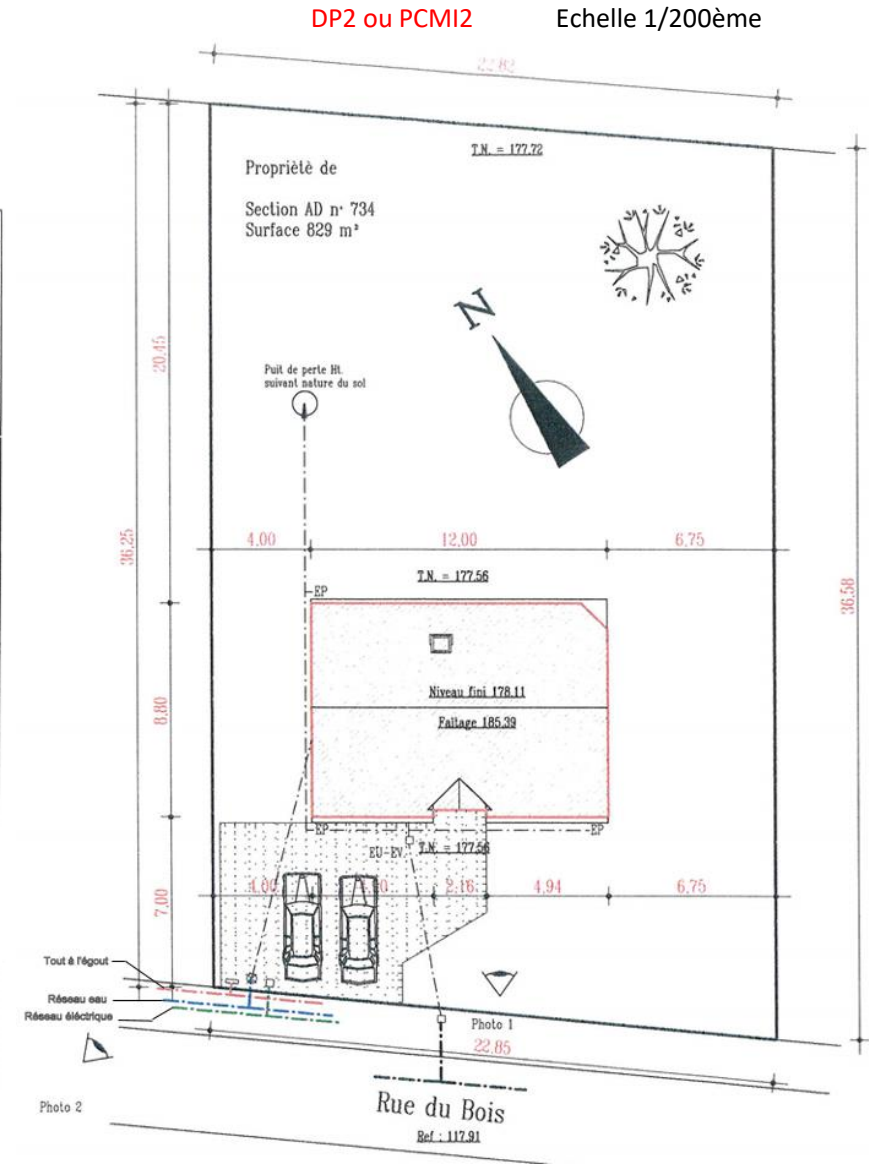 DP2 ou PCMI2 Echelle 1/200ème
22.82
T.N. = 177.72
Propriètè de
Section AD n° 734
Surface 829 m²
N
20.45
Puit de perte Ht.
suivant nature du sol
36.25
4.00 12.00 6.75
T.N. = 177.56
EP
36.58
Niveau fini 178.11
8.80
Faîtage 185.39
EP EP
EU-EV T.N. = 177.56
7.00
4.00 2.16 4.94 6.75
Tout à l'égout
Réseau eau
Réseau éléctrique
Photo 1
22.85
Photo 2
Rue du Bois
Ref : 117.91